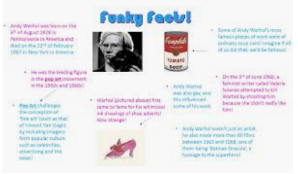 Funky Facts!
Andy Warhol was born on the
6th of August 1928 in
Pennsylvania in America and
died on the 22nd of February
1987 in New York in America
He was the leading figure
in the pop art movement
in the 1950s and 1960s!
Pop Art challenges
the conception of
"fine art" (such as that
of Vincent Van Gogh)
by including imagery
from popular culture
such as celebrities,
advertising and the
news!
Warhol (pictured above) first
came to fame for his whimsical
ink drawings of shoe adverts!
How strange!
Campbell's
SOUP
Some of Andy Warhol's most
famous pieces of work were of
ordinary soup cans! Imagine if all
of us did that, we'd be famous!
Andy Warhol
was also gay, and
this influenced
some of his work.
On the 3rd of June 1968, a
feminist writer called Valerie
Solanas attempted to kill
Warhol by shooting him
because she didn't really like
him!
Andy Warhol wasn't just an artist,
he also made more than 60 films
between 1963 and 1968, one of
them being 'Batman Dracula', a
homage to the superhero!